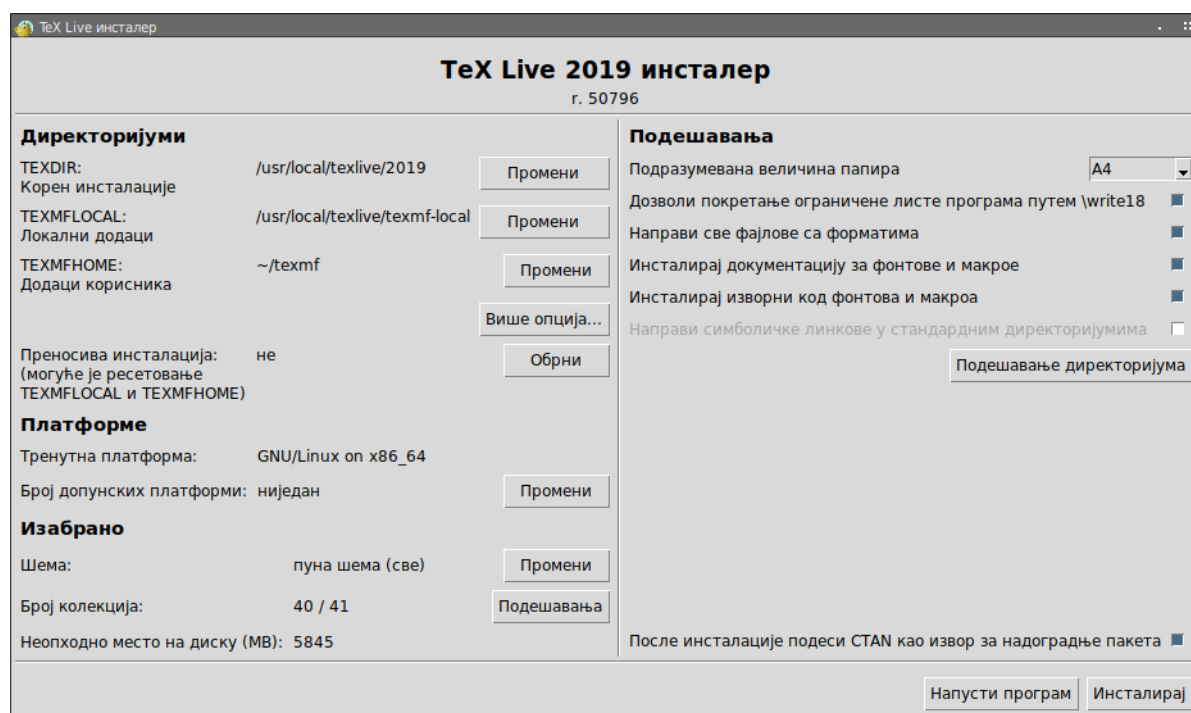 TeX Live инсталер
TeX Live 2019 инсталер
r. 50796
Директоријуми
TEXDIR: /usr/local/texlive/2019 Промени
Корен инсталације
TEXMFLOCAL: /usr/local/texlive/texmf-local Промени
Локални додаци
TEXMFHOME: ~/texmf Промени
Додаци корисника
Више опција...
Преносива инсталација: не Обрни
(могуће је ресетовање
TEXMFLOCAL и TEXMFHOME)
Платформе
Тренутна платформа: GNU/Linux on x86_64
Број допунских платформи: ниједан Промени
Изабрано
Шема: пуна шема (све) Промени
Број колекција: 40 / 41 Подешавања
Неопходно место на диску (MB): 5845
Подешавања
Подразумевана величина папира A4
Дозволи покретање ограничене листе програма путем \write18
Направи све фајлове са форматима
Инсталирај документацију за фонтове и макрое
Инсталирај изворни код фонтова и макроа
Направи симболичке линкове у стандардним директоријумима
Подешавање директоријума
После инсталације подеси CTAN као извор за надоградње пакета
Напусти програм Инсталирај